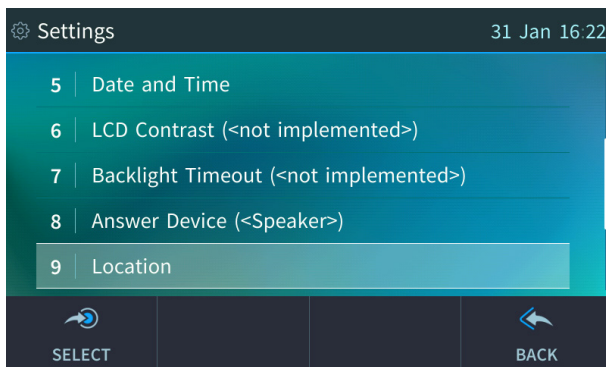 Settings 31 Jan 16:22
5 Date and Time
6 LCD Contrast (<not implemented>)
7 Backlight Timeout (<not implemented>)
8 Answer Device (<Speaker>)
9 Location
SELECT BACK